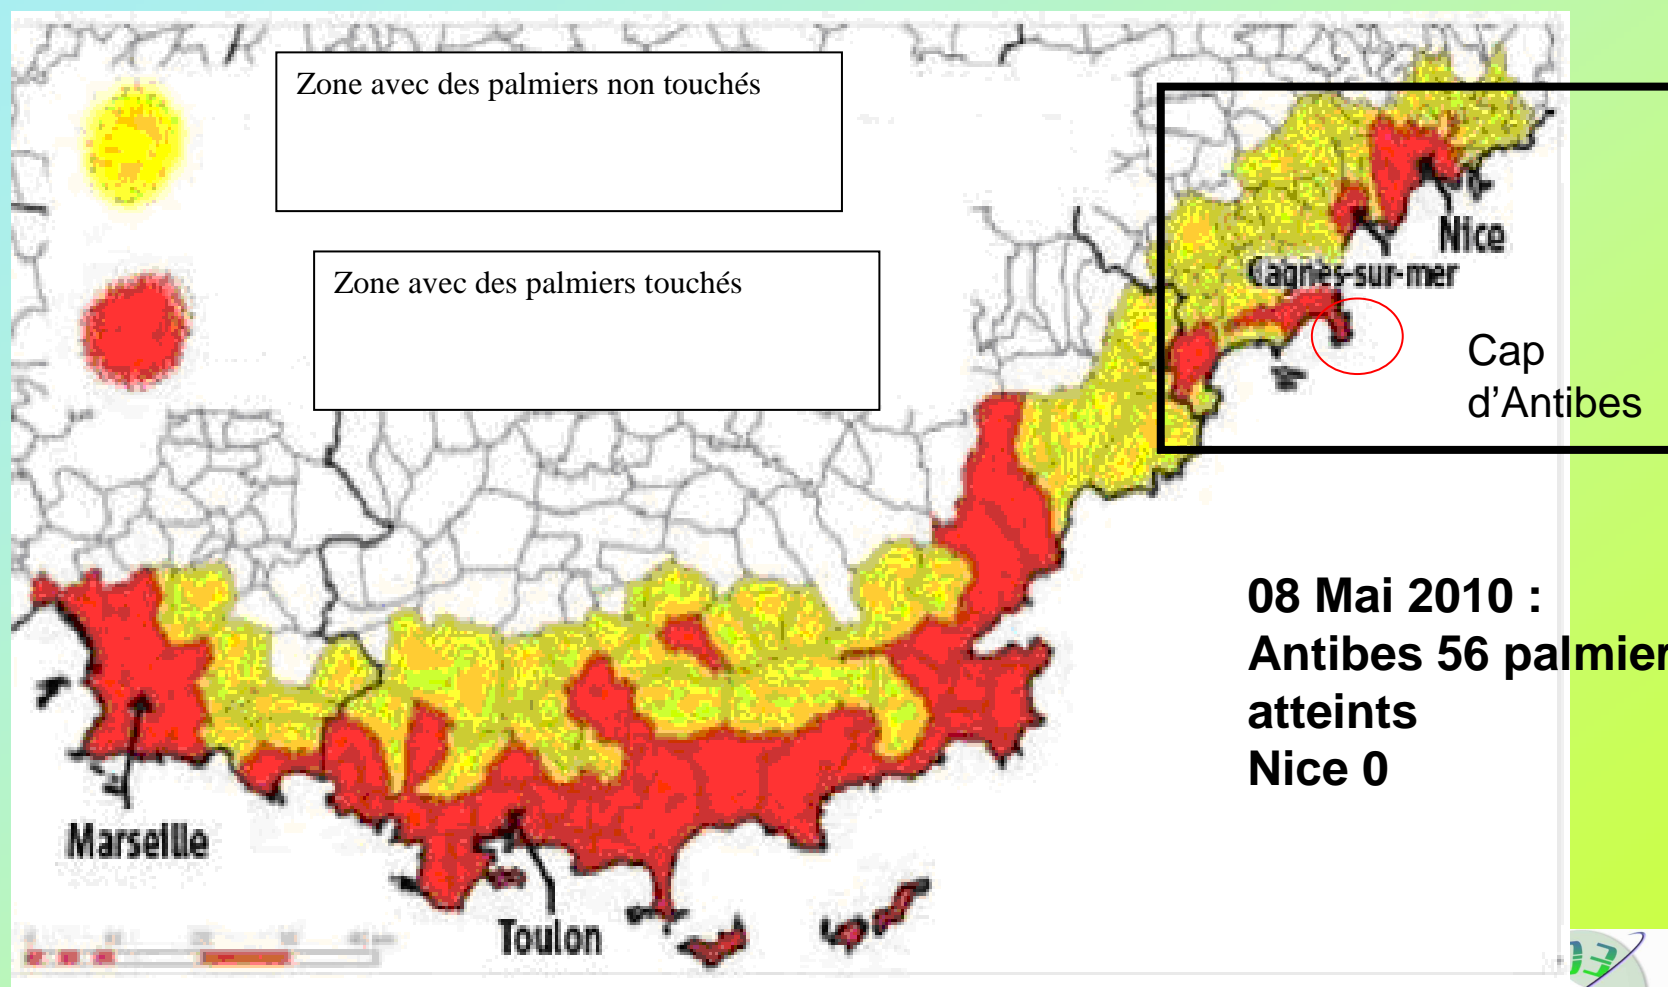 Zone avec des palmiers non touchés
Zone avec des palmiers touchés
Nice
Cagnes-sur-mer
Cap
d’Antibes
08 Mai 2010 :
Antibes 56 palmier
atteints
Nice 0
Marseille
Toulon